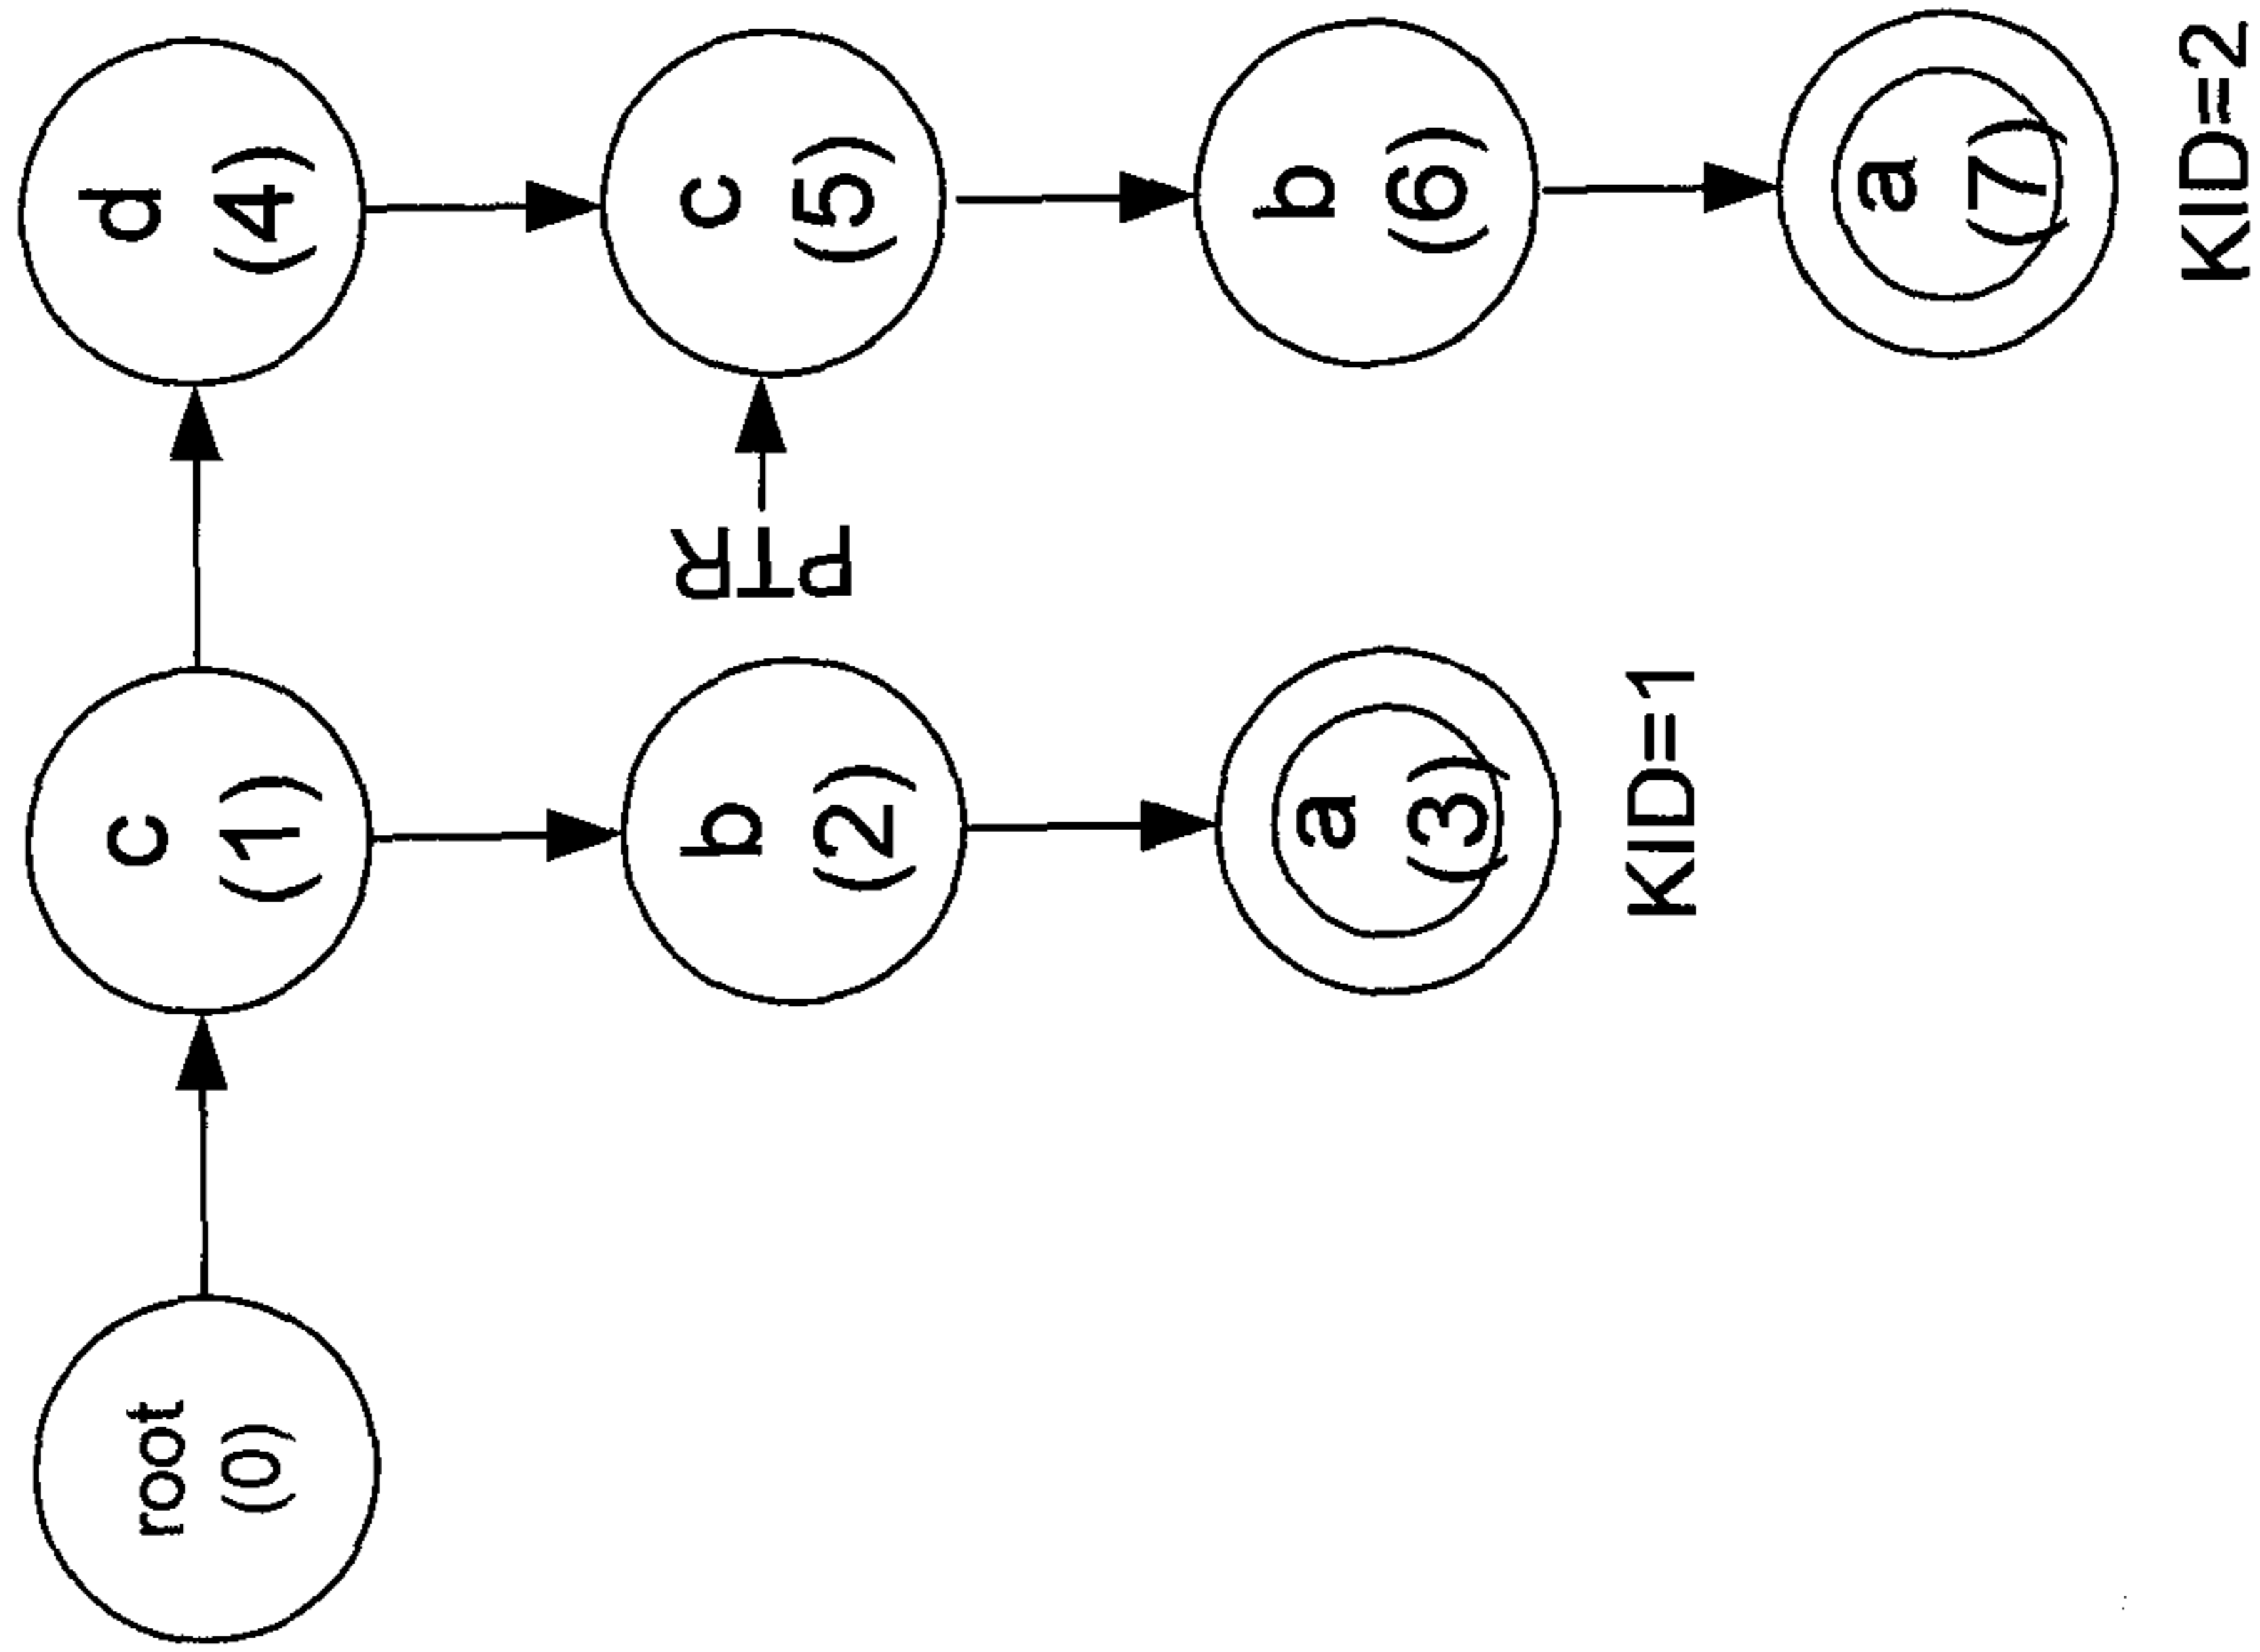 root
(0)
c
(1)
d
(4)
b
(2)
PTR
c
(5)
a
(3)
b
(6)
KID=1
a
(7)
KID=2